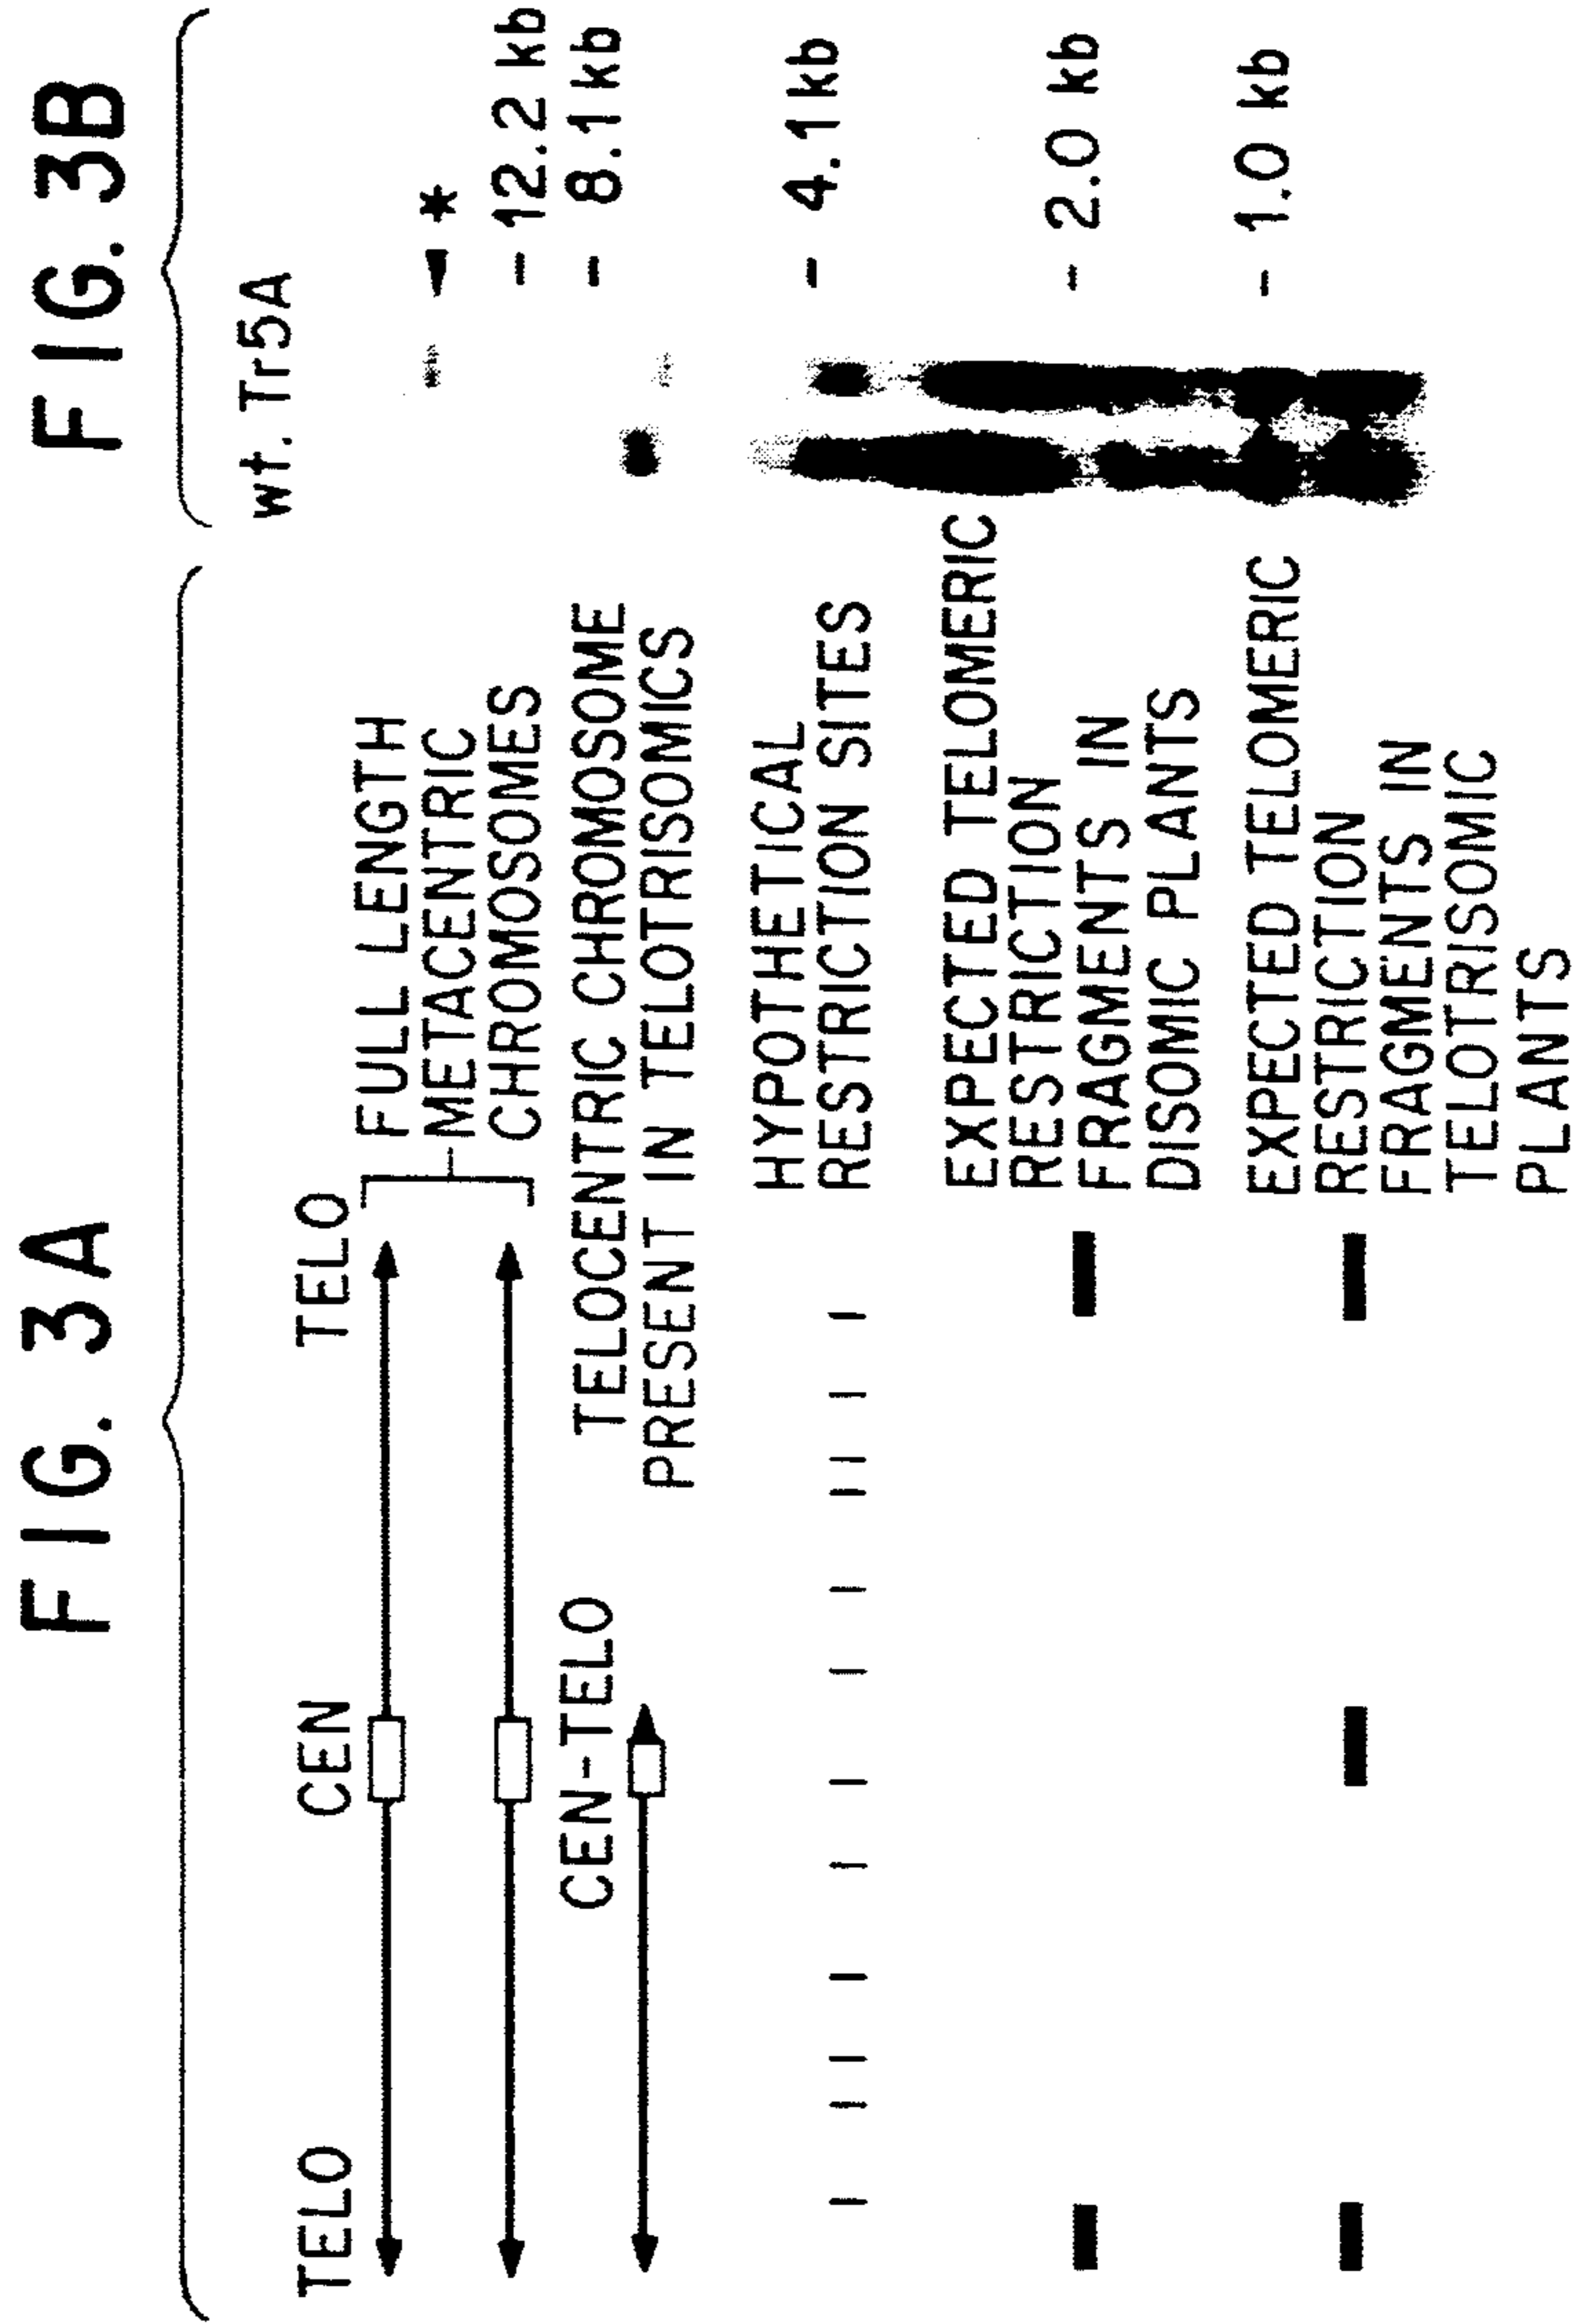 FIG. 3A
TELO
CEN
TELO
FULL LENGTH
METACENTRIC
CHROMOSOMES
CEN-TELO
TELOCENTRIC CHROMOSOME
PRESENT IN TELOTRISOMICS
HYPOTHETICAL
RESTRICTION SITES
EXPECTED TELOMERIC
RESTRICTION
FRAGMENTS IN
DISOMIC PLANTS
EXPECTED TELOMERIC
RESTRICTION
FRAGMENTS IN
TELOTRISOMIC
PLANTS
FIG. 3B
wt. Tr5A
*
- 12.2 kb
- 8.1 kb
- 4.1 kb
- 2.0 kb
- 1.0 kb